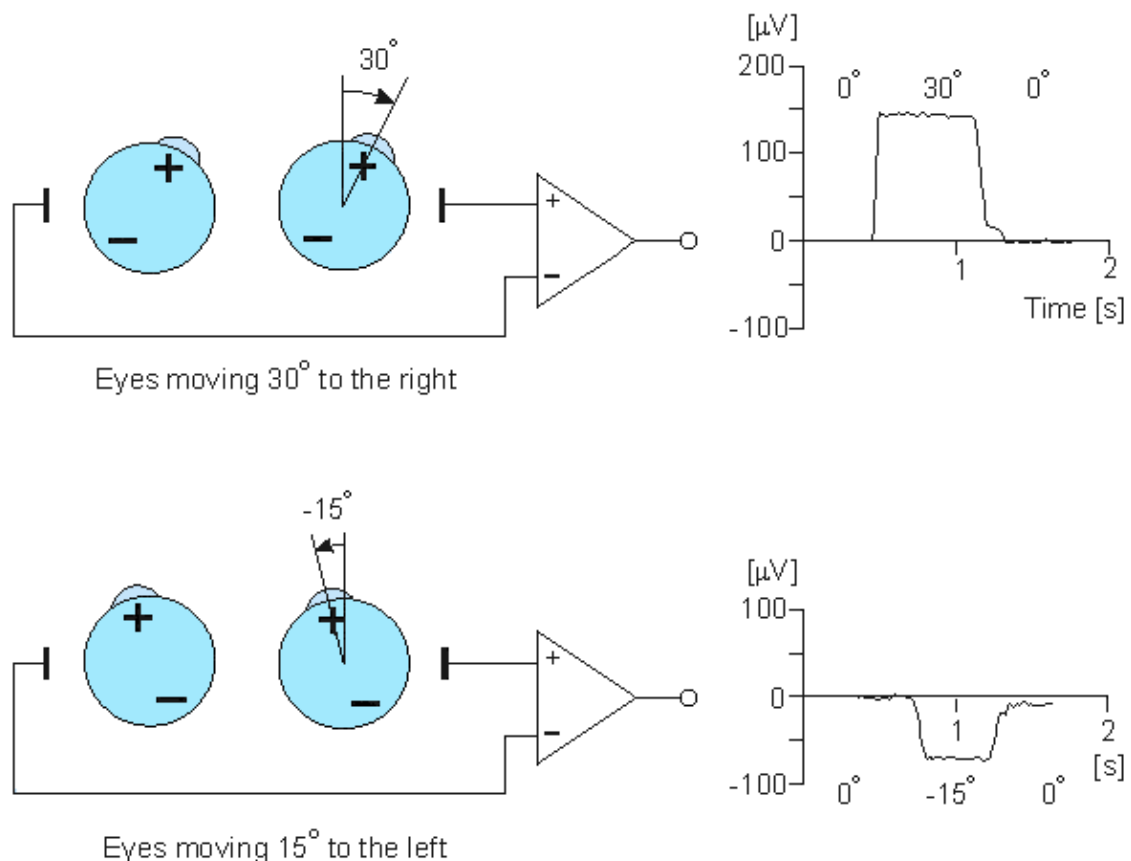 30°
+
+
−
−
+
−
Eyes moving 30° to the right
[µV]
200
0° 30° 0°
100
0
1 2
Time [s]
-100
-15°
+
+
−
−
+
−
Eyes moving 15° to the left
[µV]
100
0
1 2
[s]
-100
0° -15° 0°